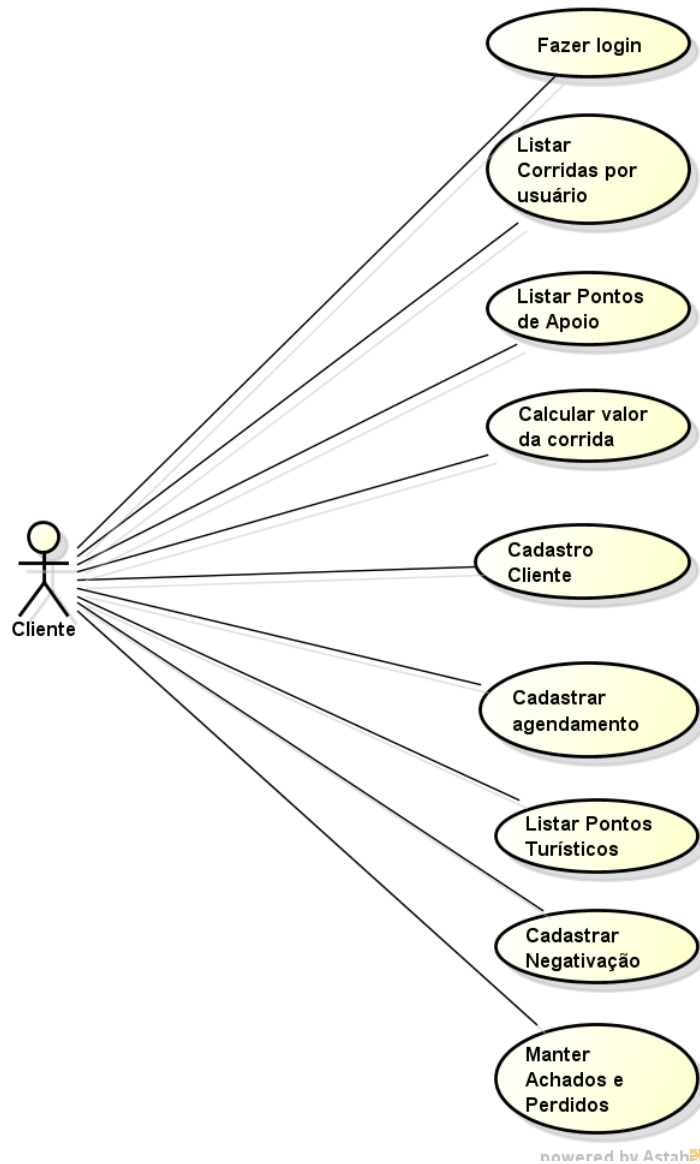 Fazer login
Listar
Corridas por
usuário
Listar Pontos
de Apoio
Calcular valor
da corrida
Cadastro
Cliente
Cliente
Cadastrar
agendamento
Listar Pontos
Turísticos
Cadastrar
Negativação
Manter
Achados e
Perdidos
powered by Astah